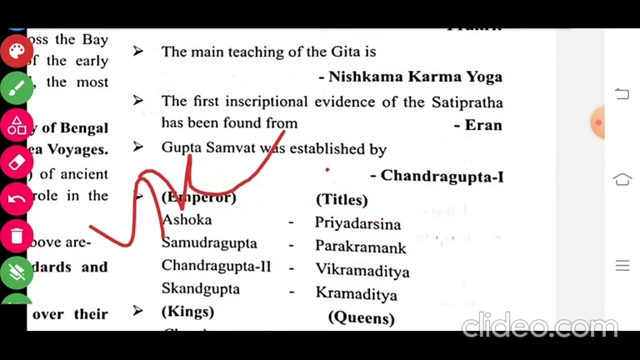 oss the Bay
of the early
, the most
y of Bengal
ea Voyages.
) of ancient
role in the
bove are-
dards and
over their
Prakrit
➢ The main teaching of the Gita is
- Nishkama Karma Yoga
➢ The first inscriptional evidence of the Satipratha
has been found from - Eran
➢ Gupta Samvat was established by
- Chandragupta-I
(Emperor) (Titles)
Ashoka - Priyadarsina
Samudragupta - Parakramank
Chandragupta-II - Vikramaditya
Skandgupta - Kramaditya
➢ (Kings) (Queens)
clideo.com